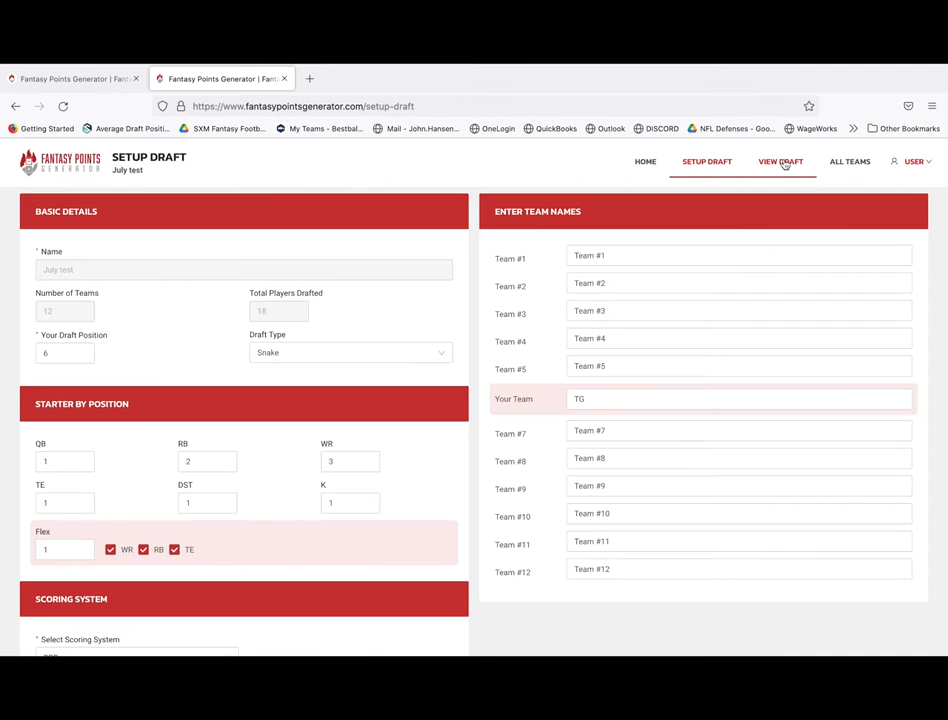 Fantasy Points Generator | Fant
Fantasy Points Generator | Fant
https://www.fantasypointsgenerator.com/setup-draft
Getting Started
Average Draft Positi...
SXM Fantasy Footb...
My Teams - Bestbal...
Mail - John.Hansen...
OneLogin
QuickBooks
Outlook
DISCORD
NFL Defenses - Goo...
WageWorks
Other Bookmarks
FANTASY POINTS
GENERATOR
SETUP DRAFT
July test
HOME
SETUP DRAFT
VIEW DRAFT
ALL TEAMS
USER
BASIC DETAILS
* Name
July test
Number of Teams
Total Players Drafted
12
18
* Your Draft Position
Draft Type
6
Snake
STARTER BY POSITION
QB
RB
WR
1
2
3
TE
DST
K
1
1
1
Flex
1
WR
RB
TE
SCORING SYSTEM
* Select Scoring System
ENTER TEAM NAMES
Team #1
Team #1
Team #2
Team #2
Team #3
Team #3
Team #4
Team #4
Team #5
Team #5
Your Team
TG
Team #7
Team #7
Team #8
Team #8
Team #9
Team #9
Team #10
Team #10
Team #11
Team #11
Team #12
Team #12